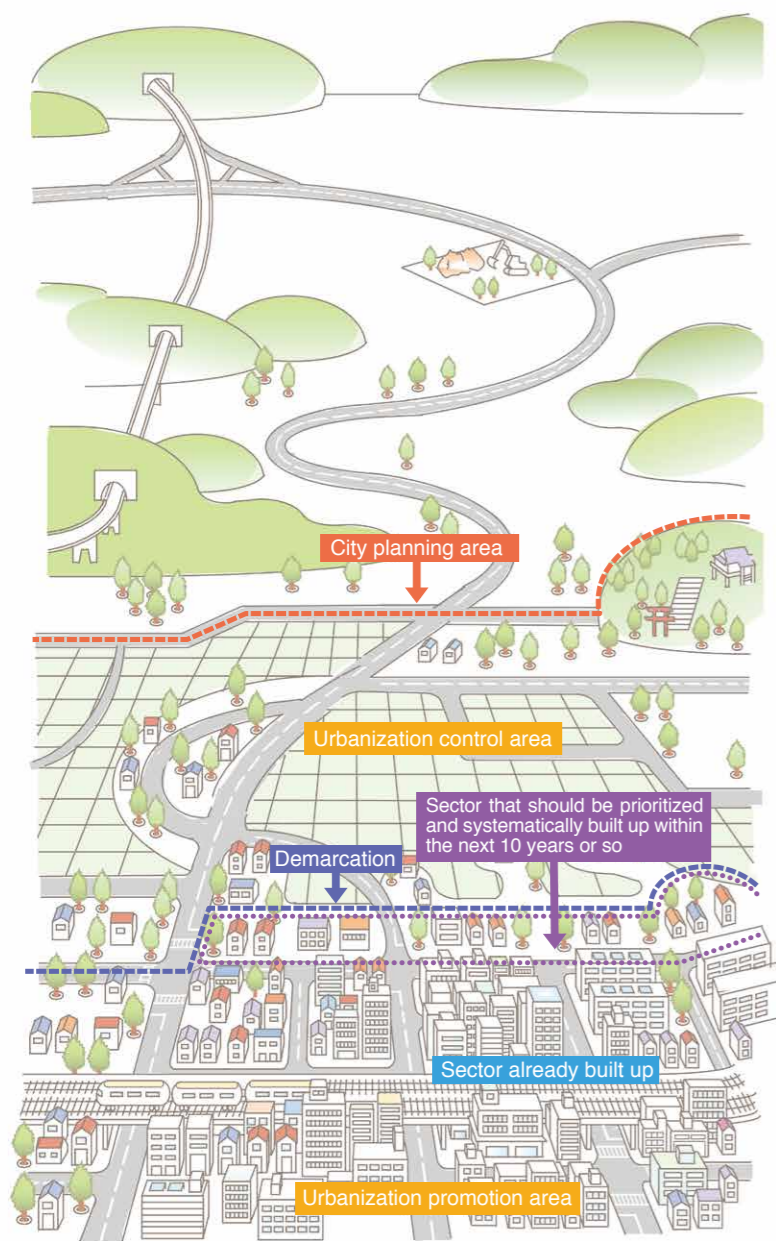 City planning area
Urbanization control area
Sector that should be prioritized
and systematically built up within
the next 10 years or so
Demarcation
Sector already built up
Urbanization promotion area